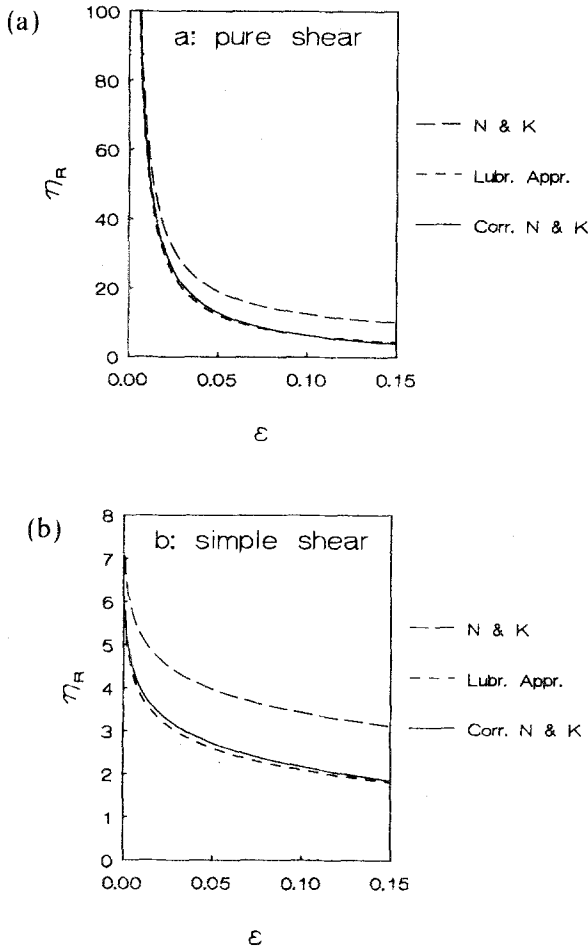 (a)
a: pure shear
100
80
60
40
20
0
η_R
0.00 0.05 0.10 0.15
ε
N & K
Lubr. Appr.
Corr. N & K
(b)
b: simple shear
8
7
6
5
4
3
2
1
0
η_R
0.00 0.05 0.10 0.15
ε
N & K
Lubr. Appr.
Corr. N & K